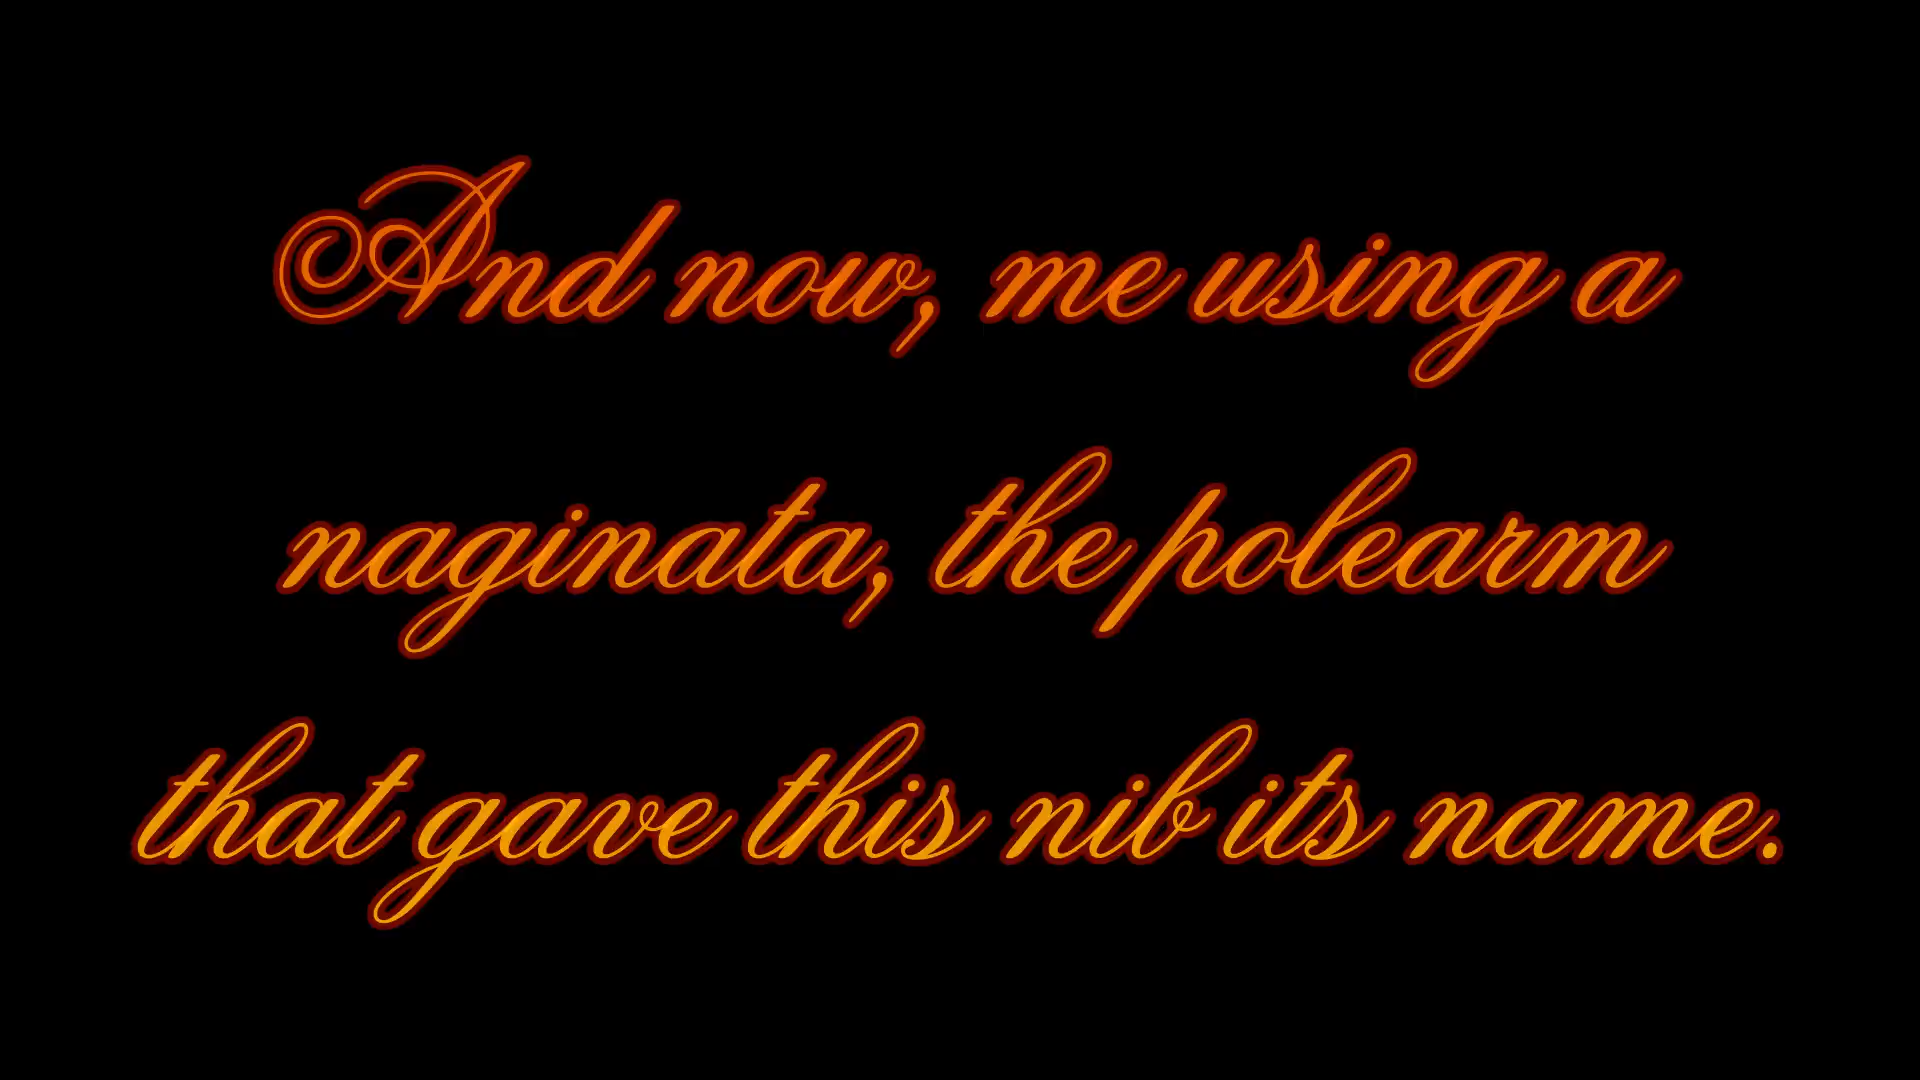 And now, me using a
naginata, the polearm
that gave this nib its name.